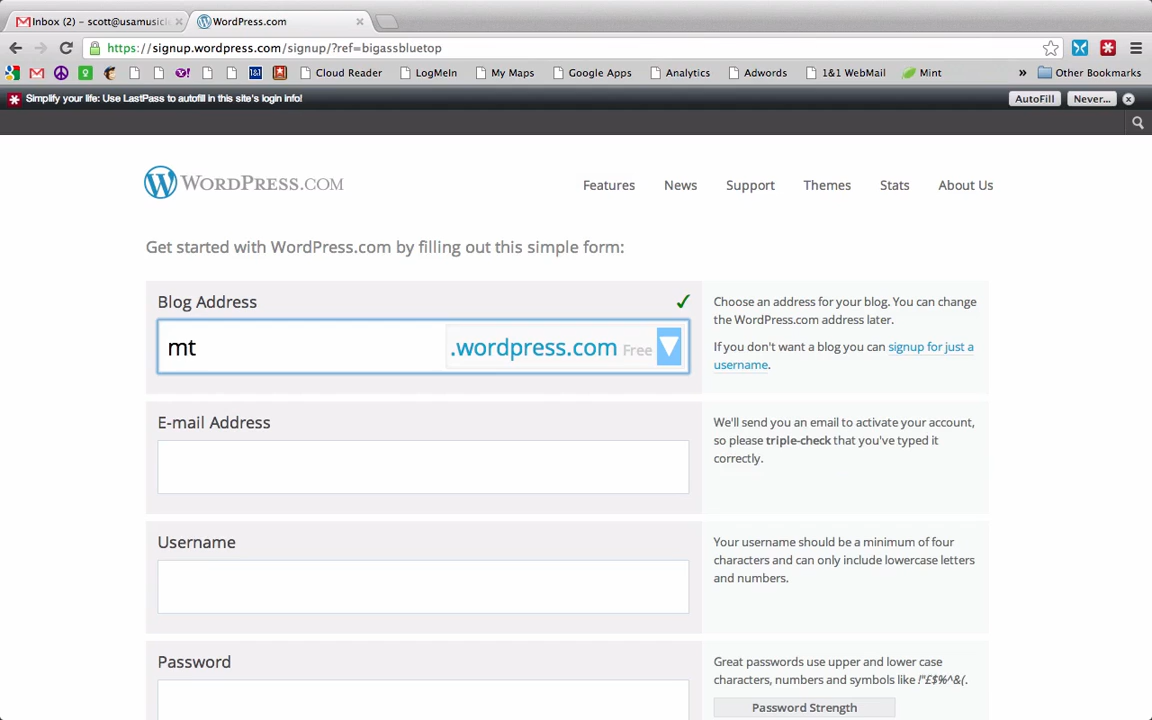 Inbox (2) – scott@usamusici
WordPress.com
https://signup.wordpress.com/signup/?ref=bigassbluetop
Cloud Reader
LogMeIn
My Maps
Google Apps
Analytics
Adwords
1&1 WebMail
Mint
»
Other Bookmarks
Simplify your life: Use LastPass to autofill in this site's login info!
AutoFill
Never...
WORDPRESS.COM
Features
News
Support
Themes
Stats
About Us
Get started with WordPress.com by filling out this simple form:
Blog Address
mt
.wordpress.com Free
Choose an address for your blog. You can change
the WordPress.com address later.
If you don't want a blog you can signup for just a
username.
E-mail Address
We'll send you an email to activate your account,
so please triple-check that you've typed it
correctly.
Username
Your username should be a minimum of four
characters and can only include lowercase letters
and numbers.
Password
Great passwords use upper and lower case
characters, numbers and symbols like !"£$%^&(.
Password Strength